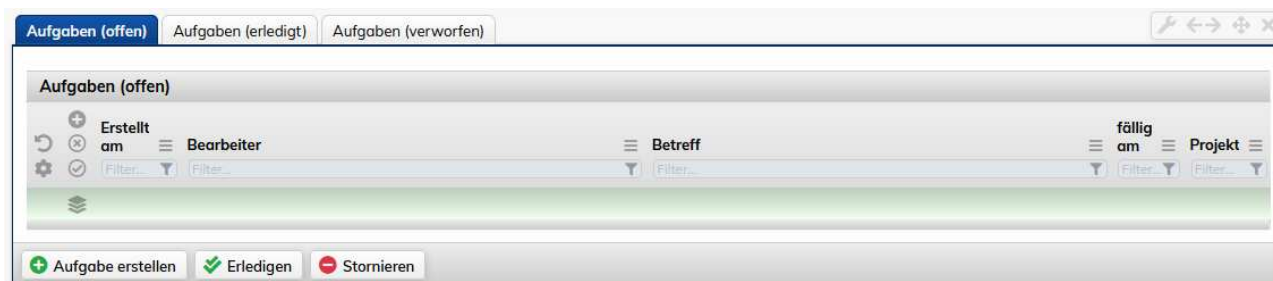 Aufgaben (offen) Aufgaben (erledigt) Aufgaben (verworfen)
Aufgaben (offen)
Erstellt am Bearbeiter Betreff fällig am Projekt
Filter... Filter... Filter... Filter... Filter...
Aufgabe erstellen Erledigen Stornieren